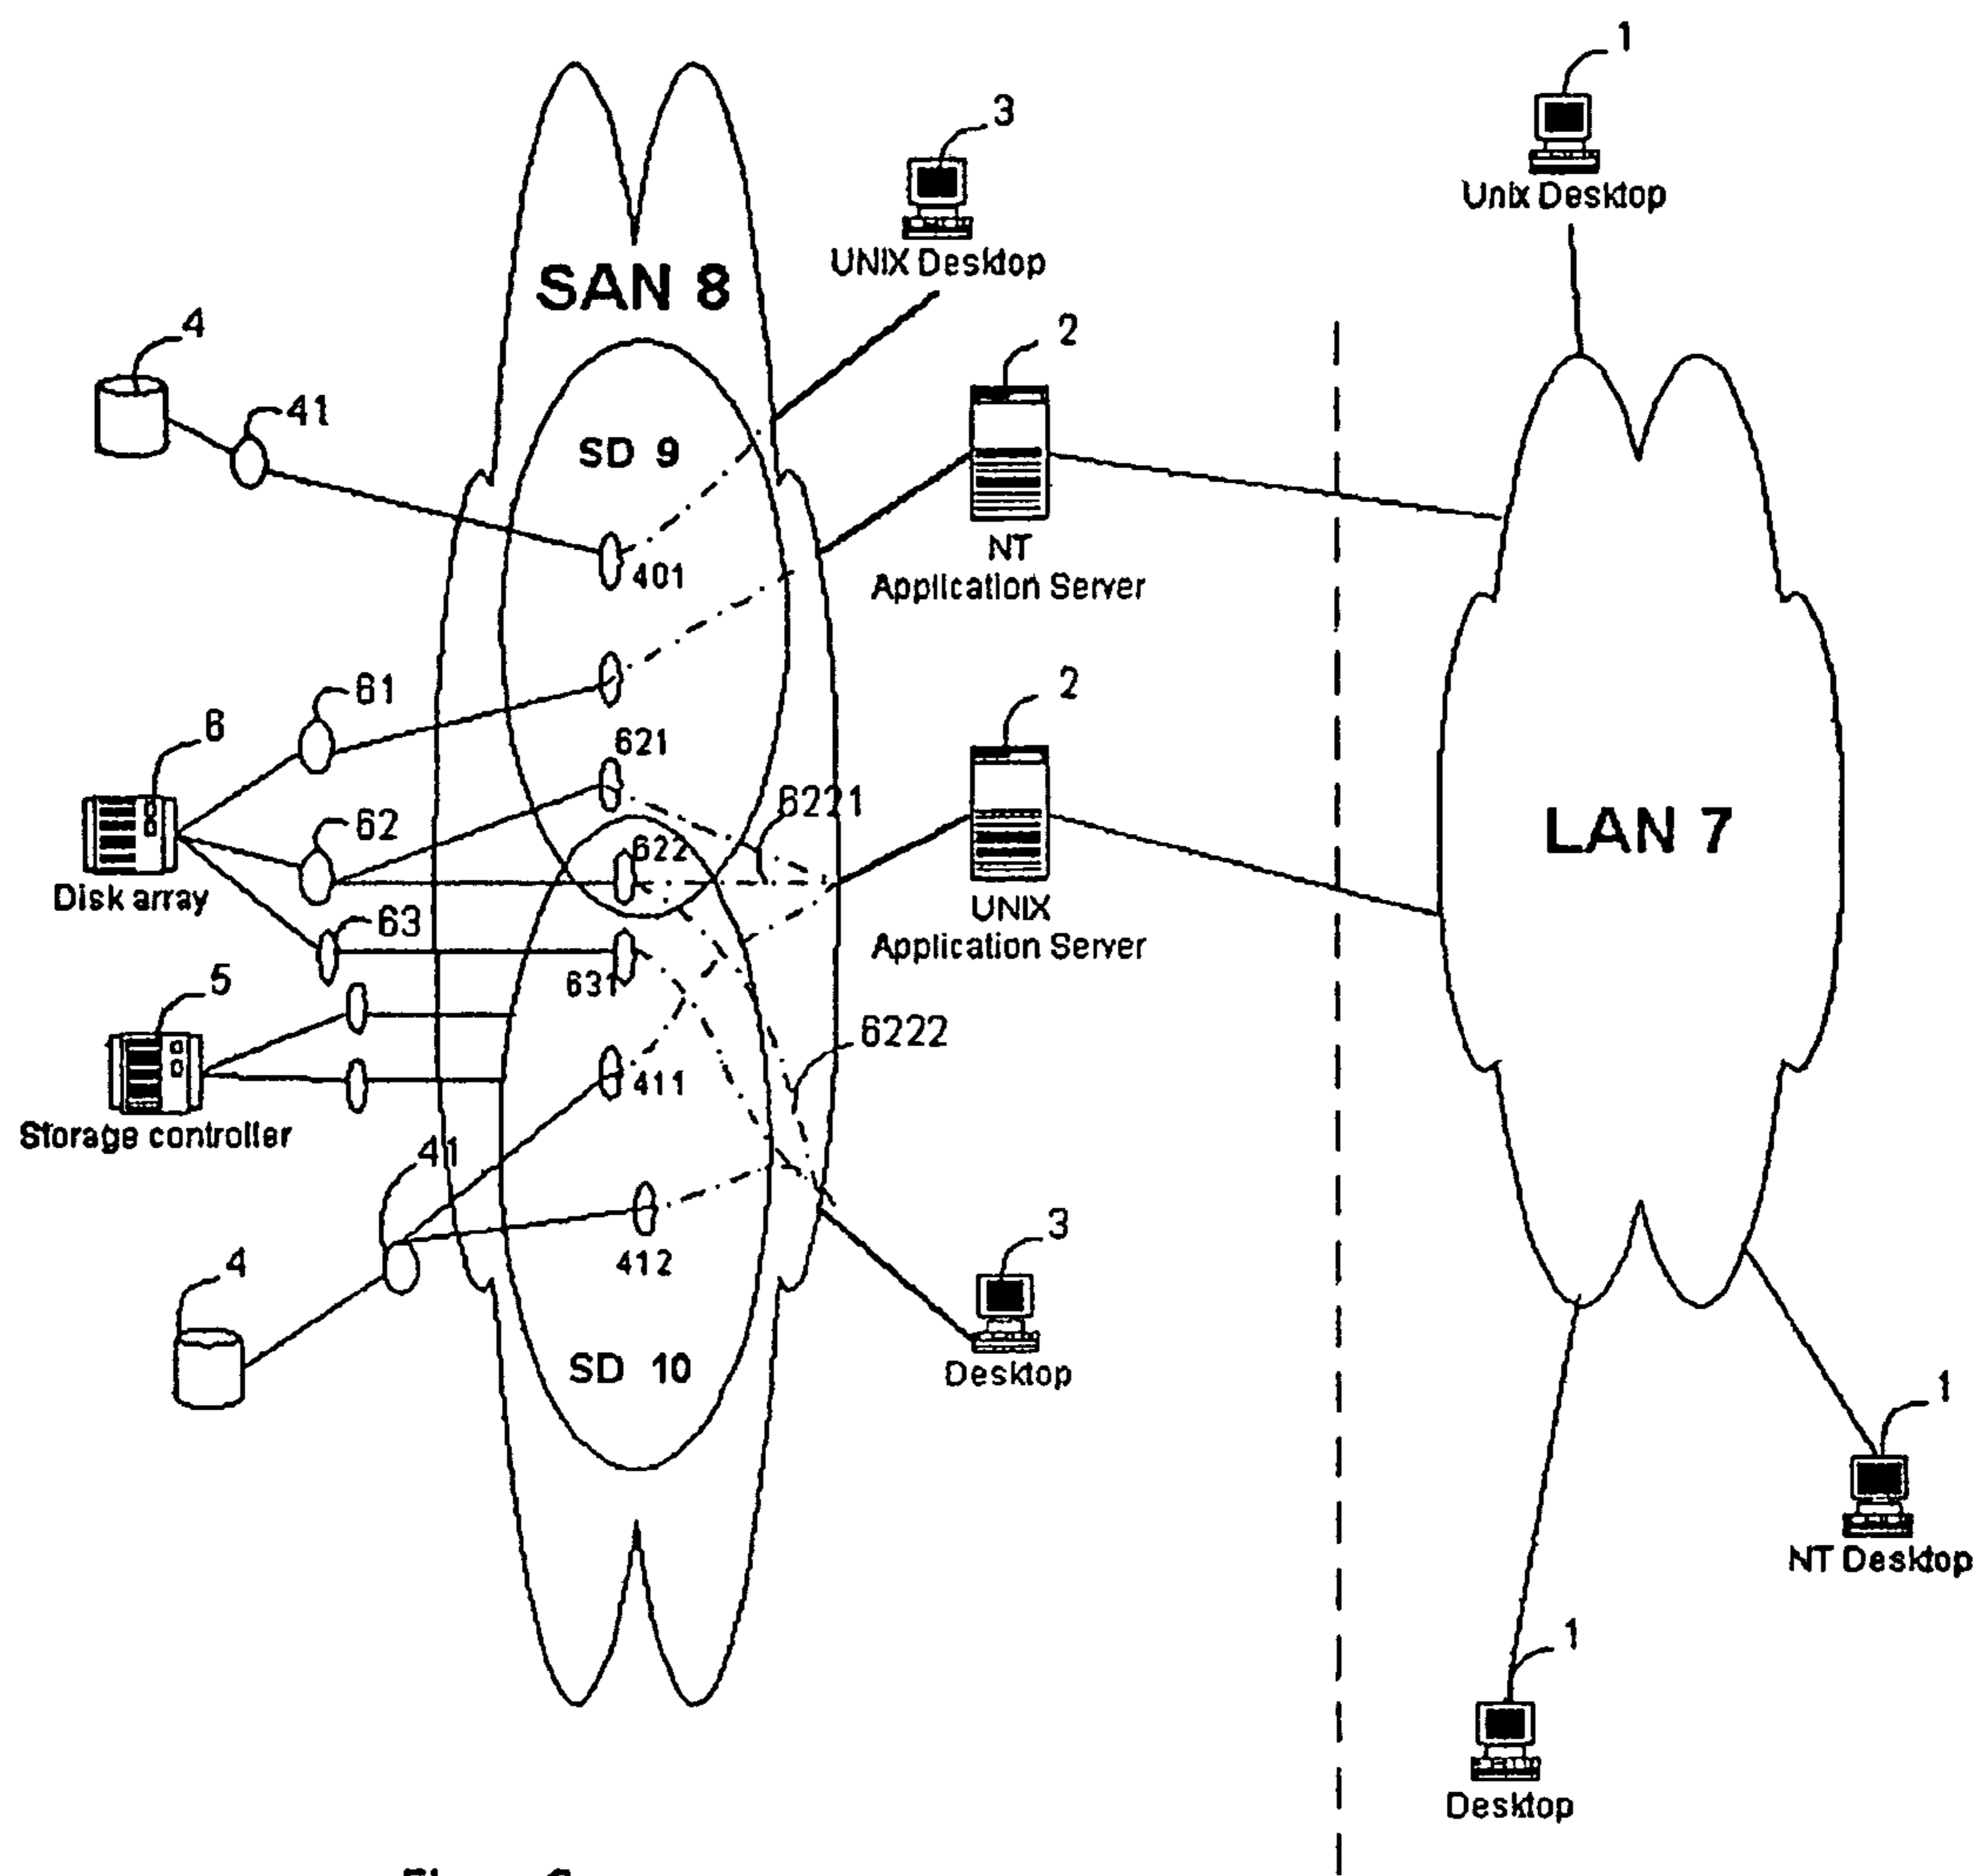 1
3
Unix Desktop
UNIX Desktop
SAN 8
4
2
41
SD 9
NT
Application Server
401
61
2
6
621
6221
62
LAN 7
622
Disk array
63
UNIX
Application Server
5
631
6222
411
Storage controller
41
3
412
4
SD 10
Desktop
1
NT Desktop
1
Desktop